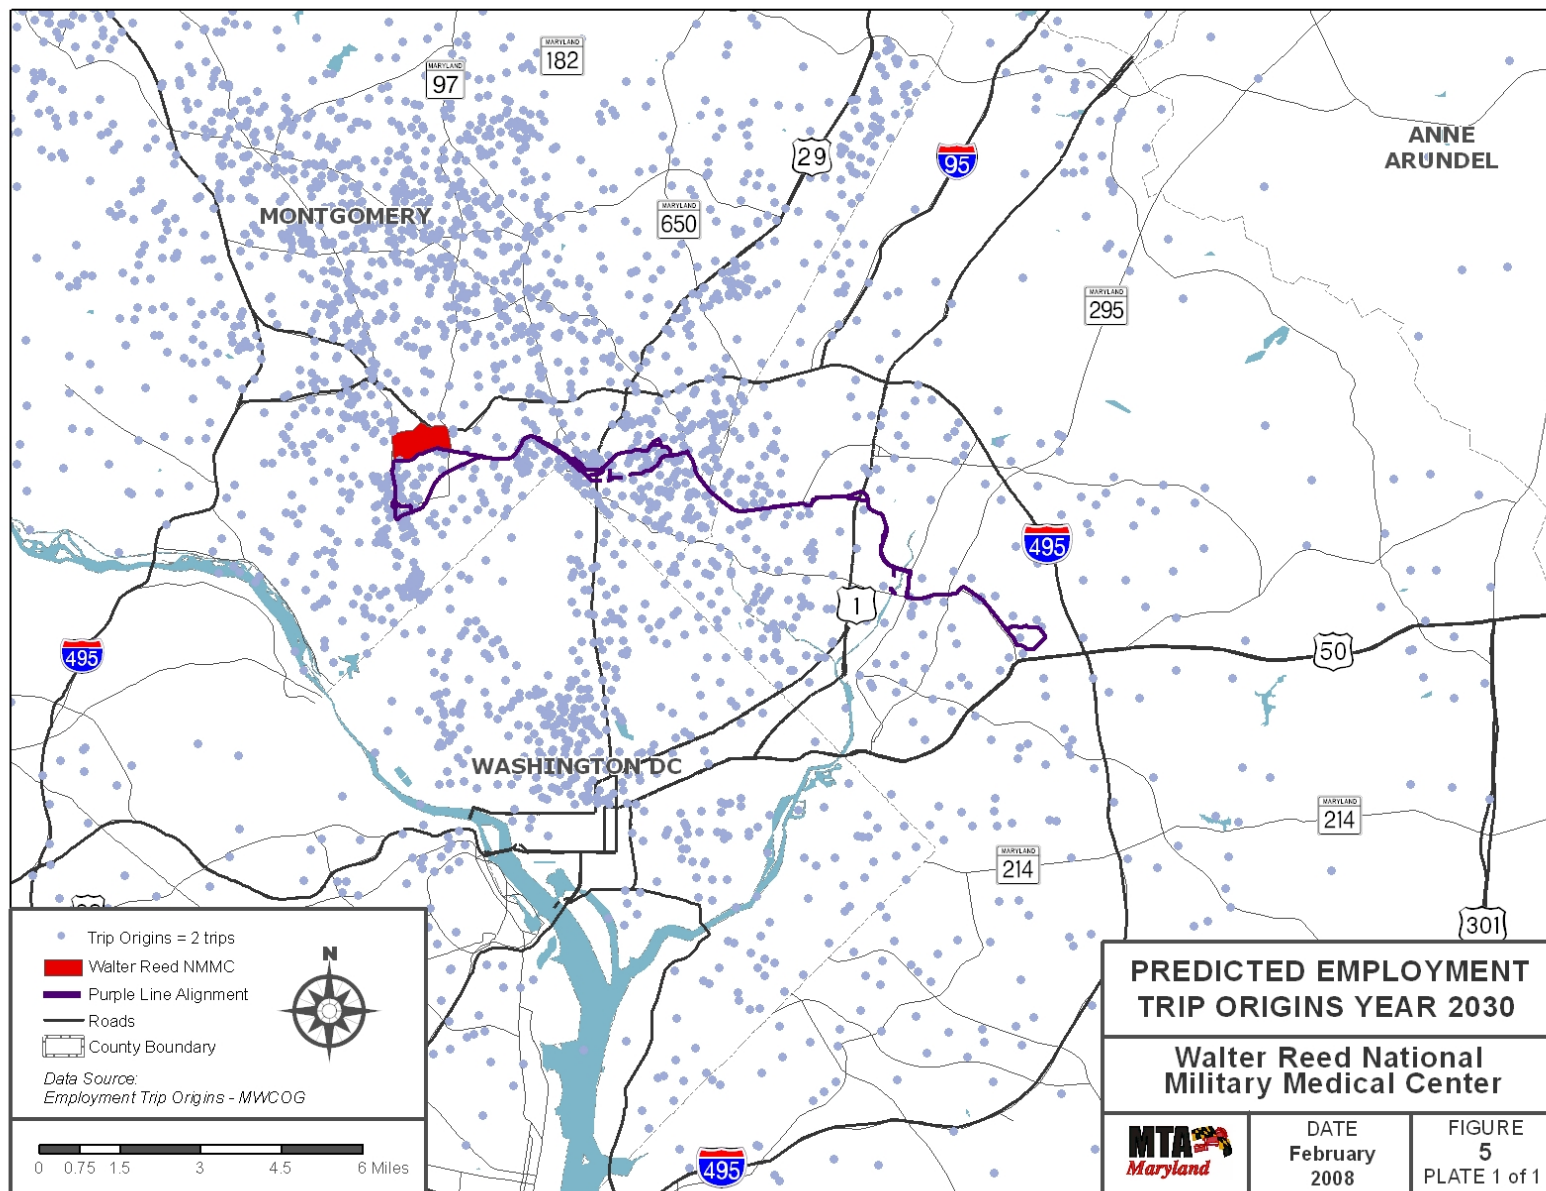 MARYLAND
182
MARYLAND
97
29
95
ANNE
ARUNDEL
MONTGOMERY
MARYLAND
650
MARYLAND
295
495
1
495
50
WASHINGTON DC
MARYLAND
214
MARYLAND
214
301
495
Trip Origins = 2 trips
Walter Reed NMMC
Purple Line Alignment
Roads
County Boundary
N
Data Source:
Employment Trip Origins - MWCOG
0 0.75 1.5 3 4.5 6 Miles
PREDICTED EMPLOYMENT
TRIP ORIGINS YEAR 2030
Walter Reed National
Military Medical Center
MTA
Maryland
DATE
February
2008
FIGURE
5
PLATE 1 of 1